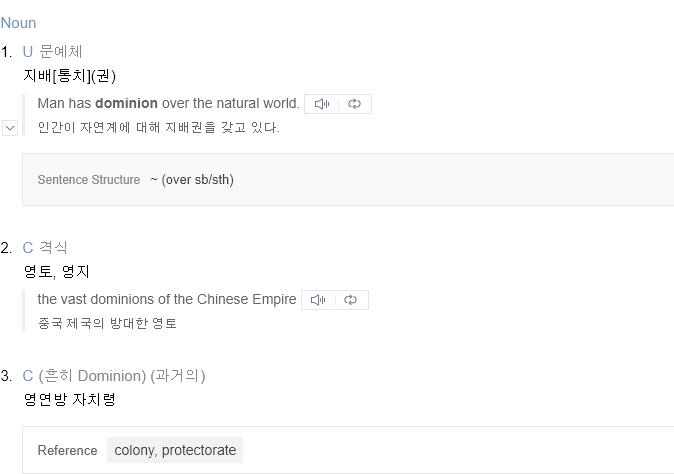 Noun
1. U 문예체
지배[통치](권)
Man has dominion over the natural world.
인간이 자연계에 대해 지배권을 갖고 있다.
Sentence Structure ~ (over sb/sth)
2. C 격식
영토, 영지
the vast dominions of the Chinese Empire
중국 제국의 방대한 영토
3. C (흔히 Dominion) (과거의)
영연방 자치령
Reference colony, protectorate